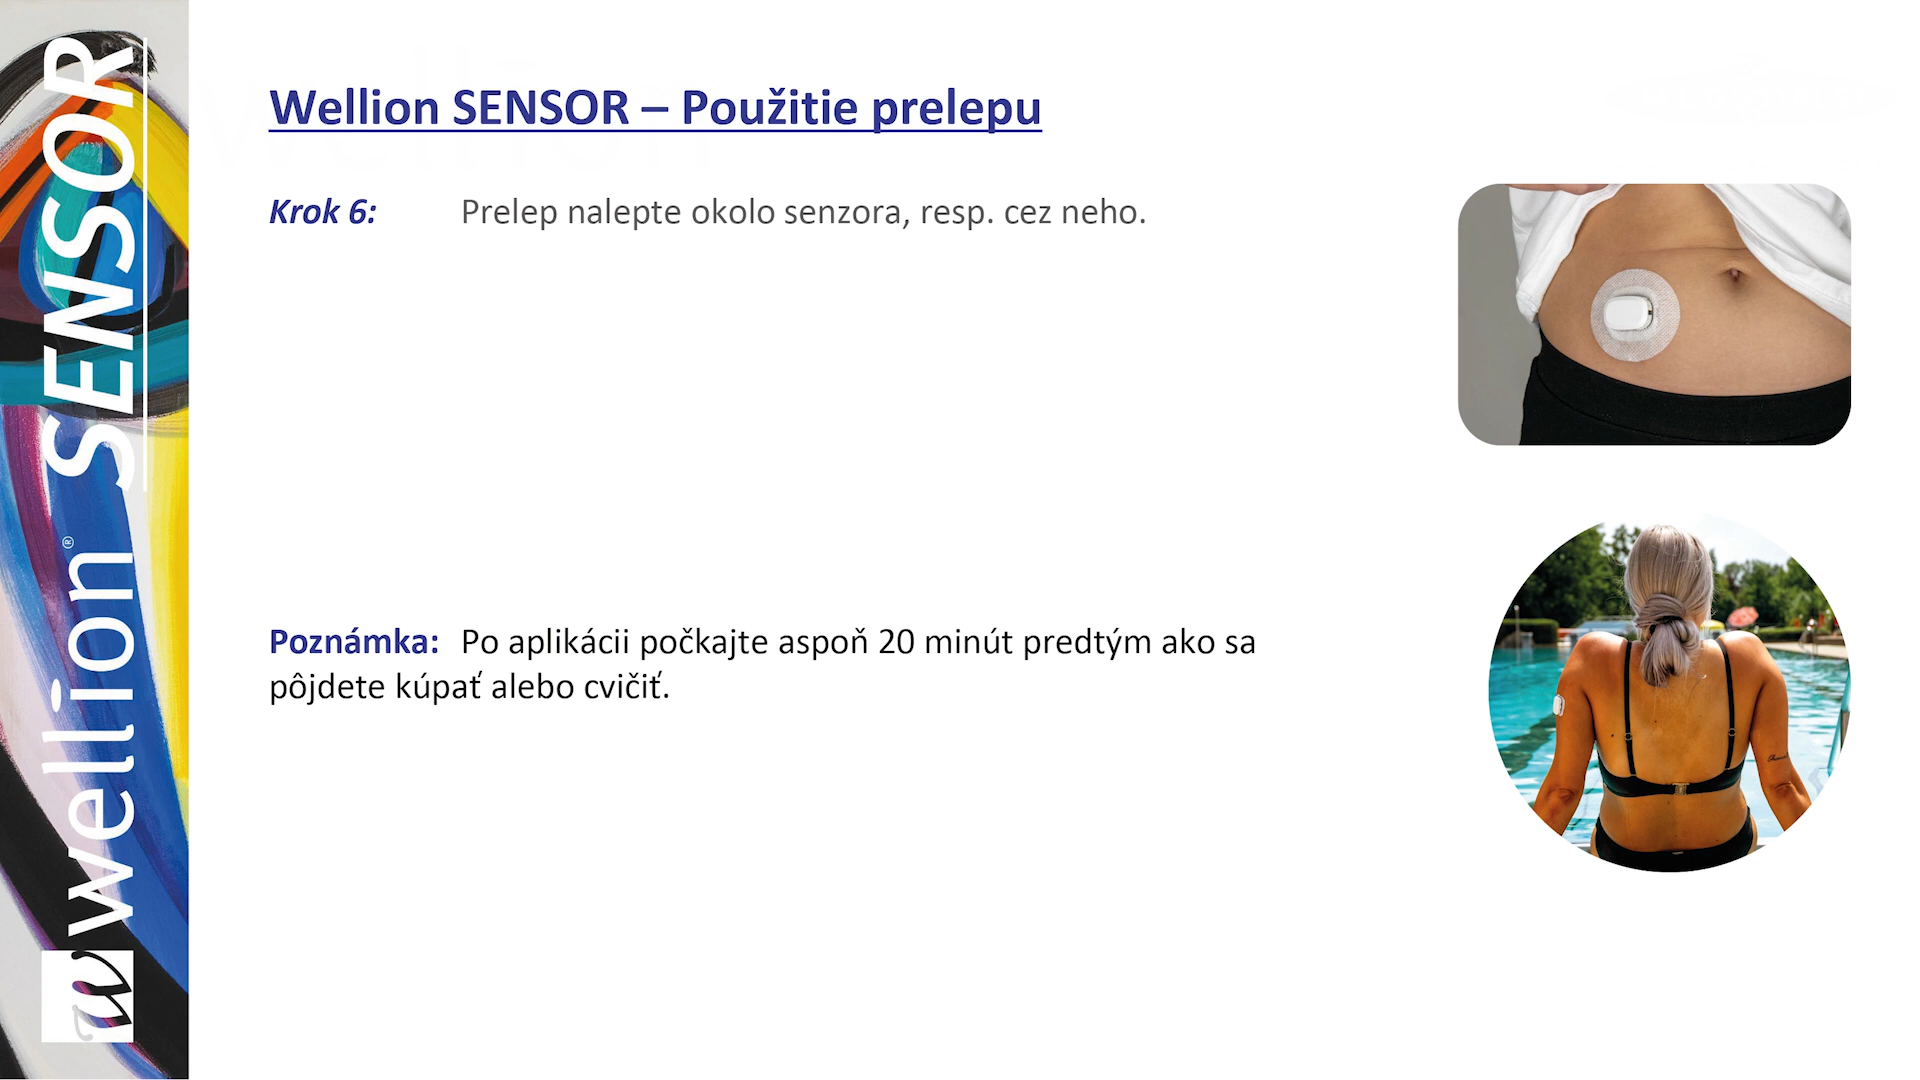 wellion® SENSOR
Wellion SENSOR – Použitie prelepu
Krok 6: Prelep nalepte okolo senzora, resp. cez neho.
Poznámka: Po aplikácii počkajte aspoň 20 minút predtým ako sa
pôjdete kúpať alebo cvičiť.